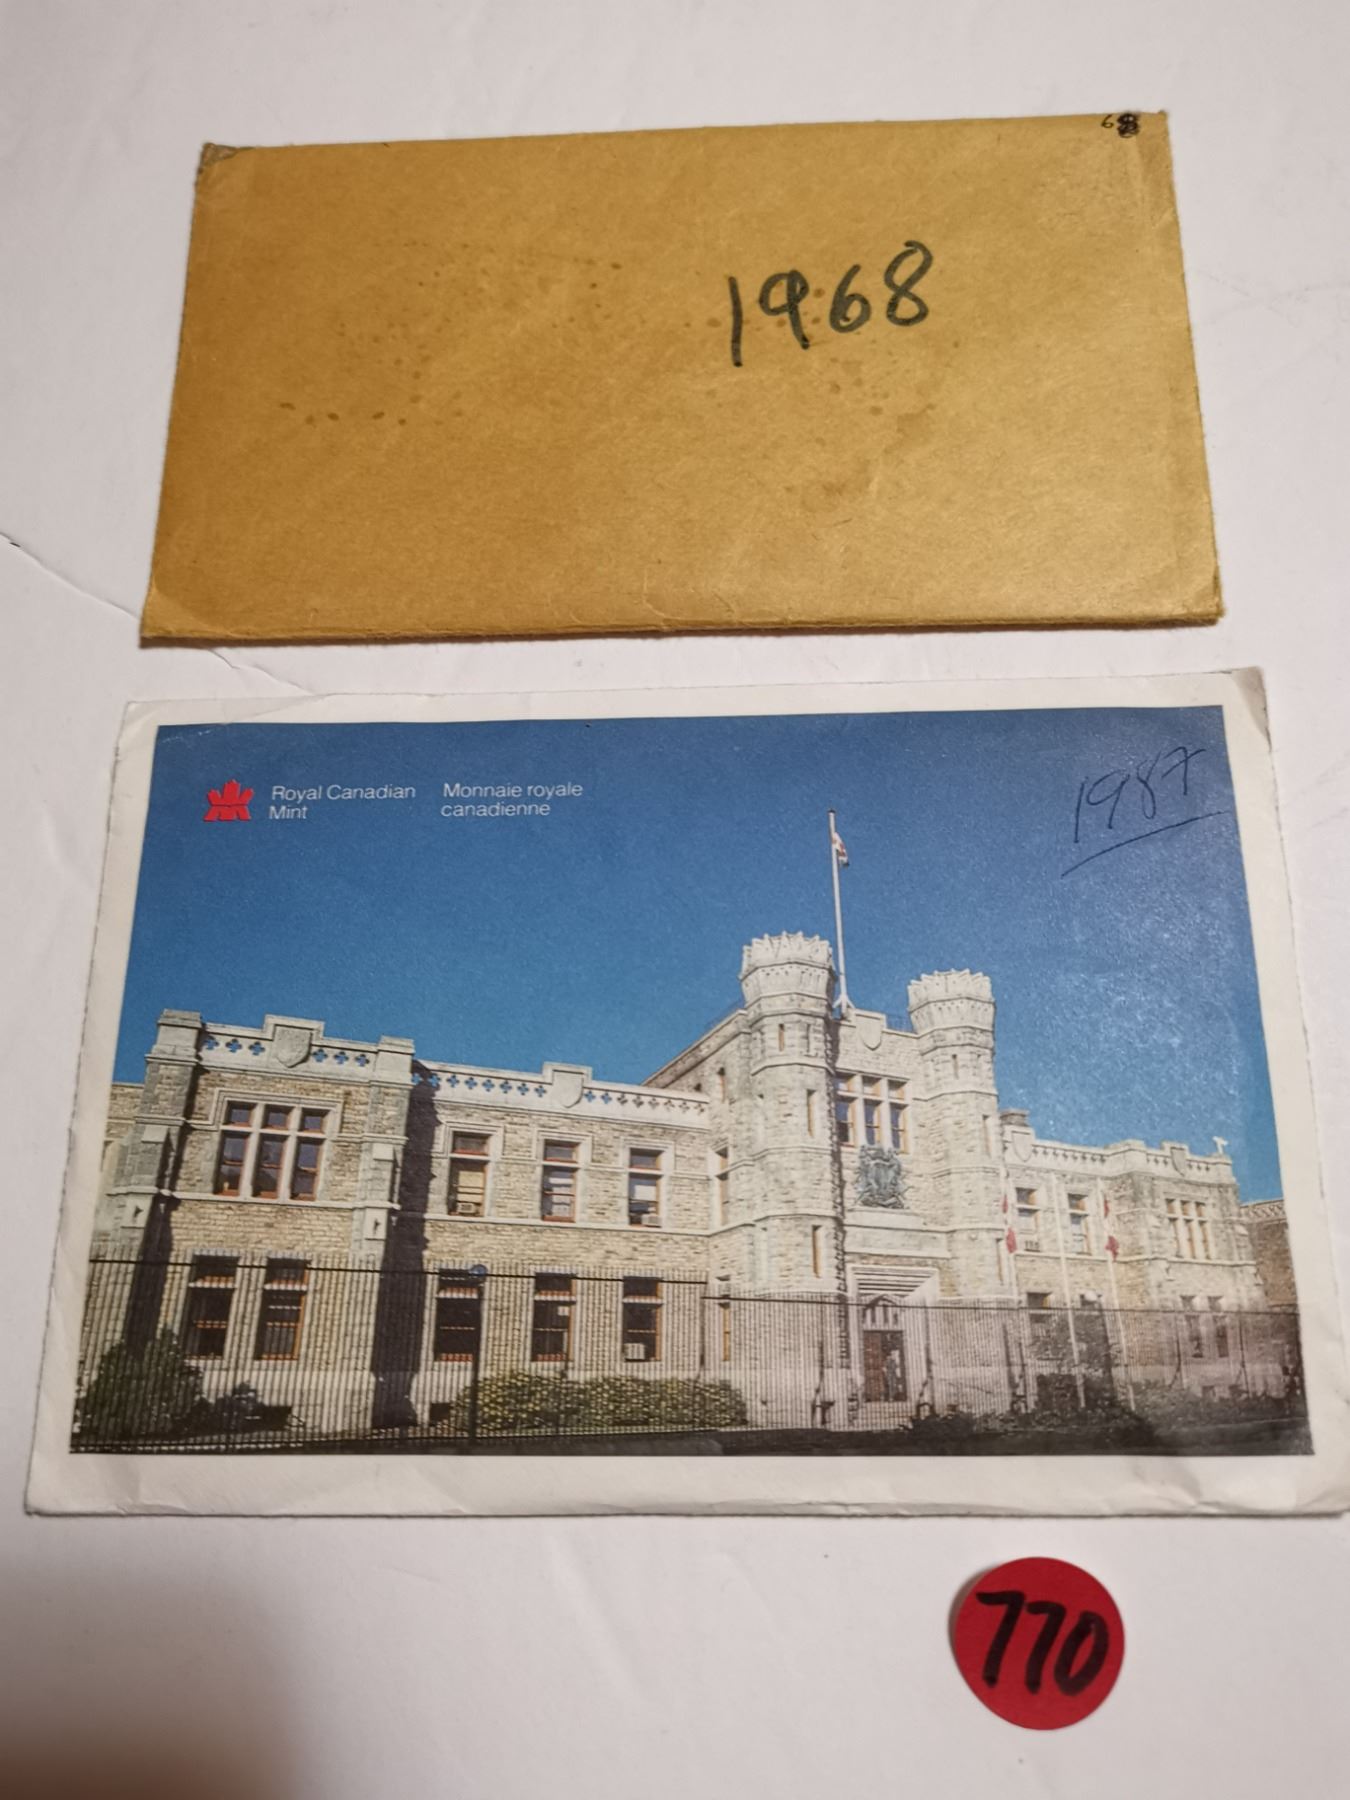 68
1968
Royal Canadian Mint
Monnaie royale canadienne
1987
770